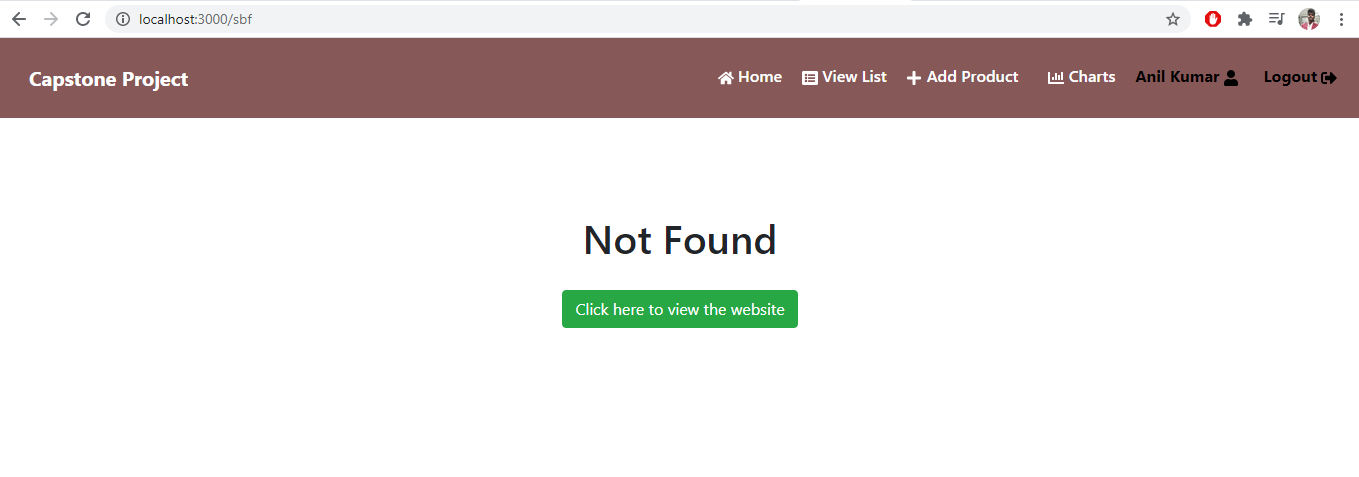 localhost:3000/sbf
Capstone Project
Home View List Add Product Charts Anil Kumar Logout
Not Found
Click here to view the website